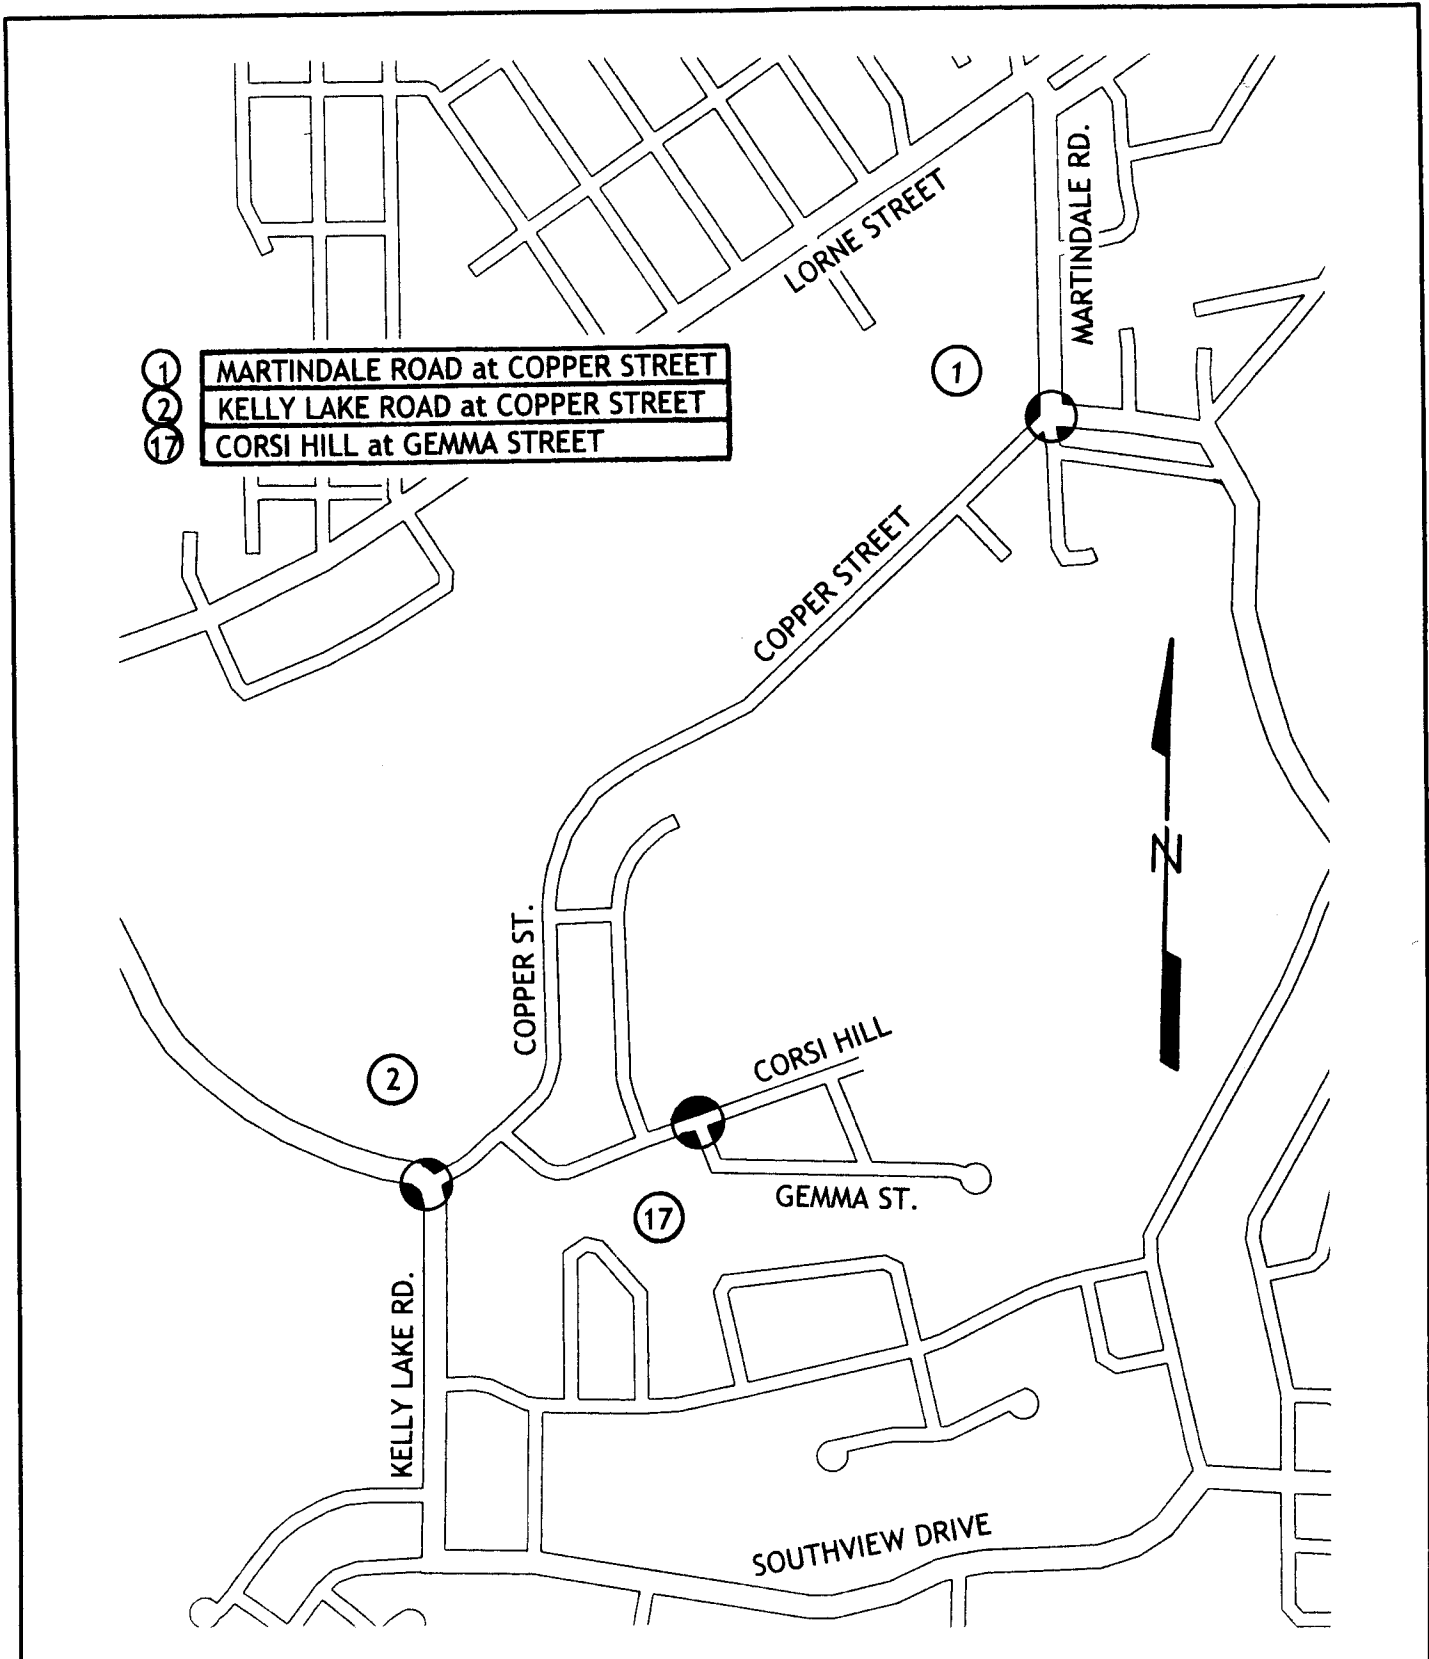 MARTINDALE RD.
LORNE STREET
1
1 MARTINDALE ROAD at COPPER STREET
2 KELLY LAKE ROAD at COPPER STREET
17 CORSI HILL at GEMMA STREET
COPPER STREET
N
COPPER ST.
CORSI HILL
2
GEMMA ST.
17
KELLY LAKE RD.
SOUTHVIEW DRIVE